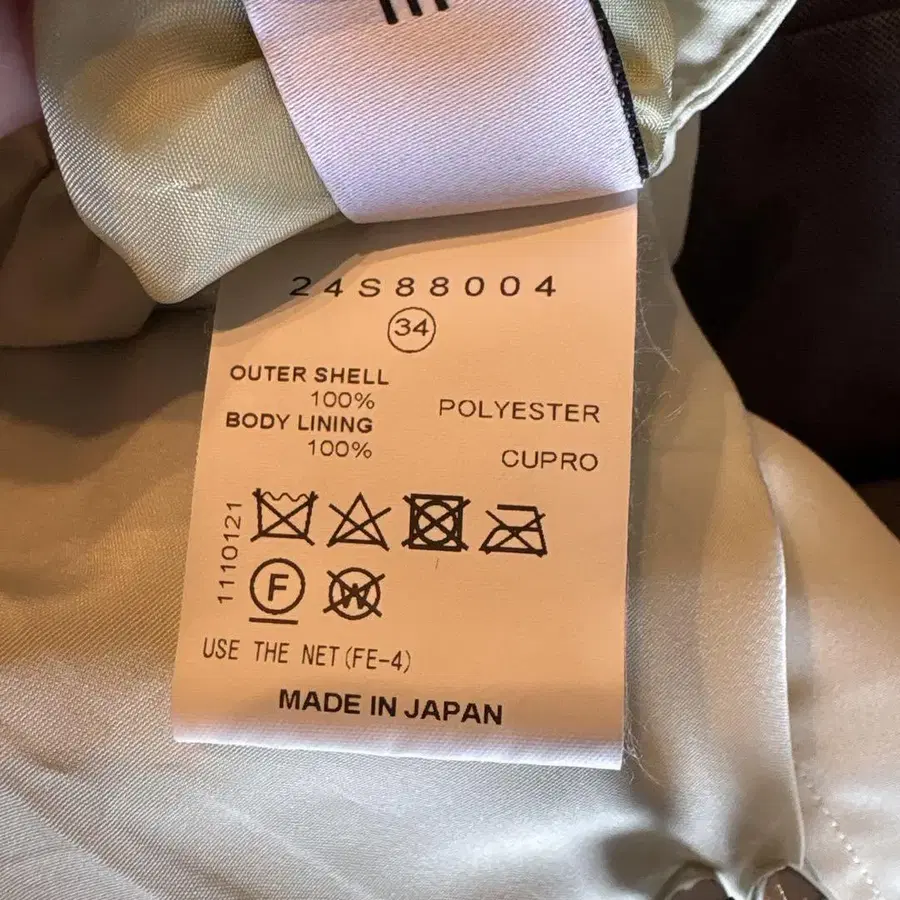 24S88004
34
OUTER SHELL
100% POLYESTER
BODY LINING
100% CUPRO
1110121
F W
USE THE NET(FE-4)
MADE IN JAPAN